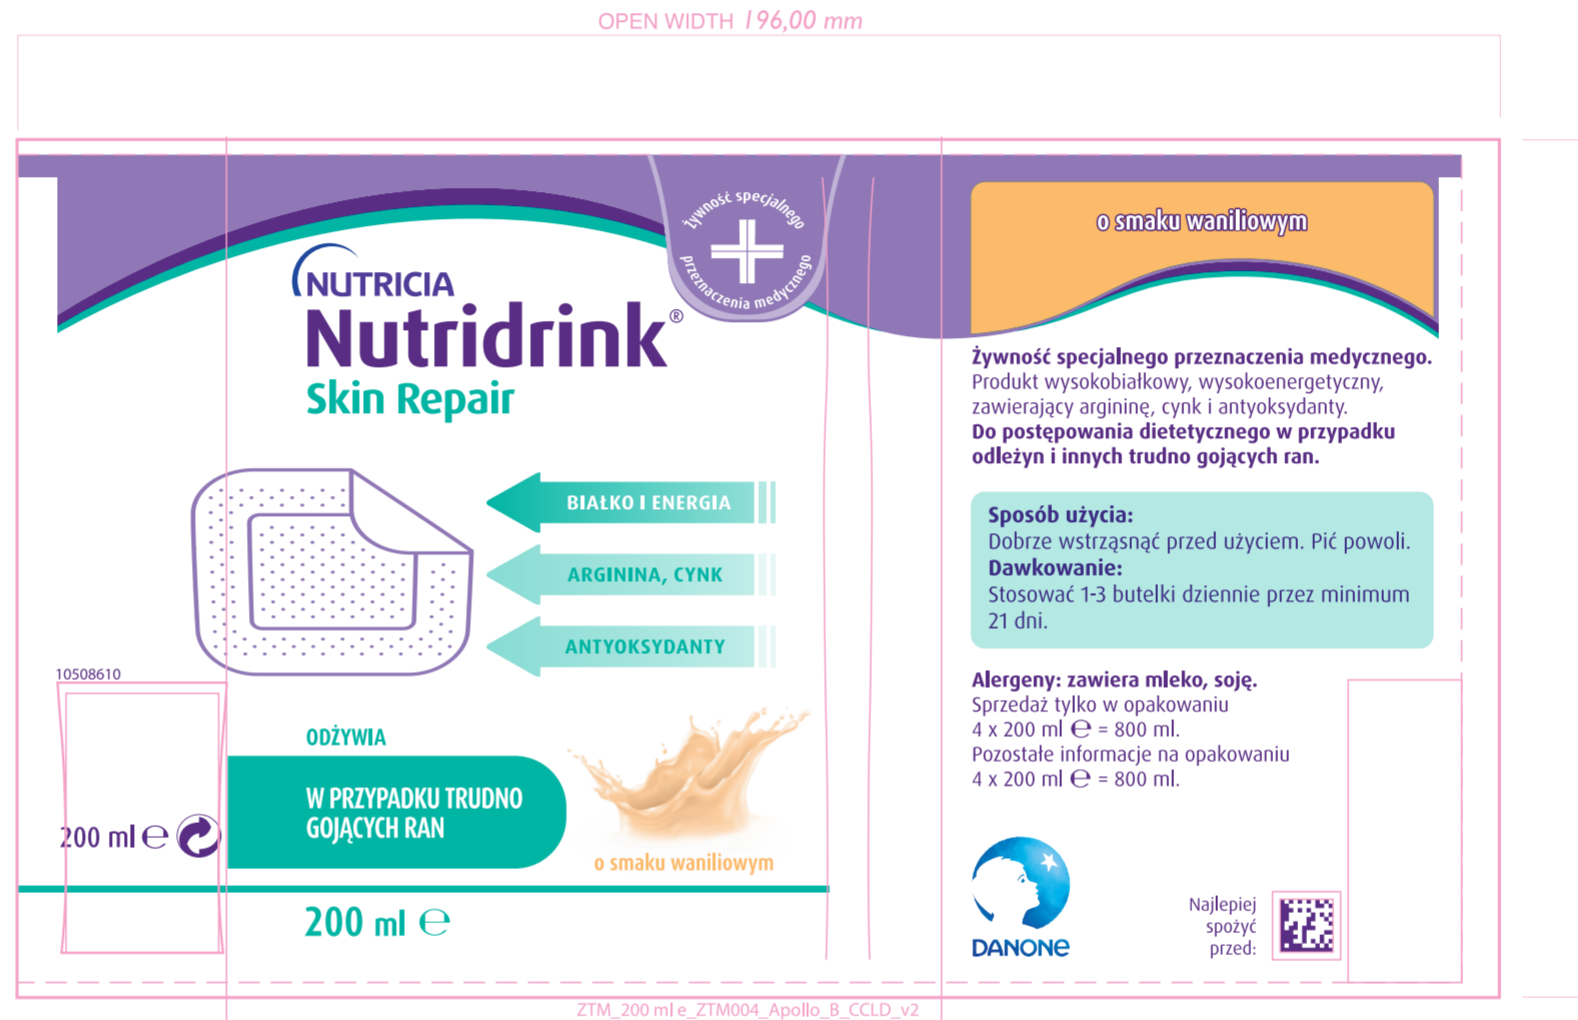 OPEN WIDTH 196,00 mm
żywność specjalnego
przeznaczenia medycznego
NUTRICIA
Nutridrink®
Skin Repair
BIAŁKO I ENERGIA
ARGININA, CYNK
ANTYOKSYDANTY
10508610
ODŻYWIA
W PRZYPADKU TRUDNO
GOJĄCYCH RAN
200 ml ℮
o smaku waniliowym
200 ml ℮
o smaku waniliowym
Żywność specjalnego przeznaczenia medycznego.
Produkt wysokobiałkowy, wysokoenergetyczny,
zawierający argininę, cynk i antyoksydanty.
Do postępowania dietetycznego w przypadku
odleżyn i innych trudno gojących ran.
Sposób użycia:
Dobrze wstrząsnąć przed użyciem. Pić powoli.
Dawkowanie:
Stosować 1-3 butelki dziennie przez minimum
21 dni.
Alergeny: zawiera mleko, soję.
Sprzedaż tylko w opakowaniu
4 x 200 ml ℮ = 800 ml.
Pozostałe informacje na opakowaniu
4 x 200 ml ℮ = 800 ml.
DANONE
Najlepiej
spożyć
przed:
ZTM_200 ml e_ZTM004_Apollo_B_CCLD_v2